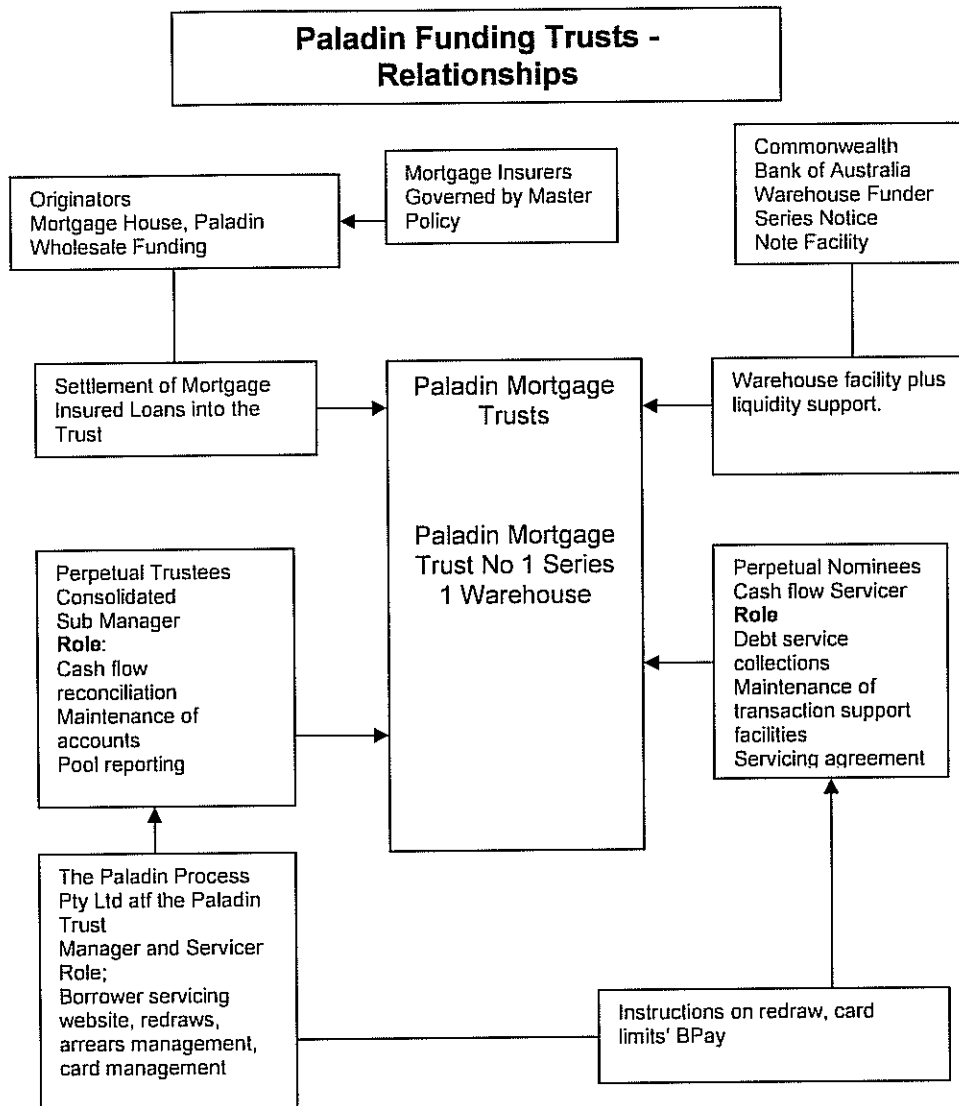 Paladin Funding Trusts -
Relationships
Originators
Mortgage House, Paladin
Wholesale Funding
Mortgage Insurers
Governed by Master
Policy
Commonwealth
Bank of Australia
Warehouse Funder
Series Notice
Note Facility
Settlement of Mortgage
Insured Loans into the
Trust
Paladin Mortgage
Trusts
Paladin Mortgage
Trust No 1 Series
1 Warehouse
Warehouse facility plus
liquidity support.
Perpetual Trustees
Consolidated
Sub Manager
Role:
Cash flow
reconciliation
Maintenance of
accounts
Pool reporting
Perpetual Nominees
Cash flow Servicer
Role
Debt service
collections
Maintenance of
transaction support
facilities
Servicing agreement
The Paladin Process
Pty Ltd atf the Paladin
Trust
Manager and Servicer
Role;
Borrower servicing
website, redraws,
arrears management,
card management
Instructions on redraw, card
limits' BPay